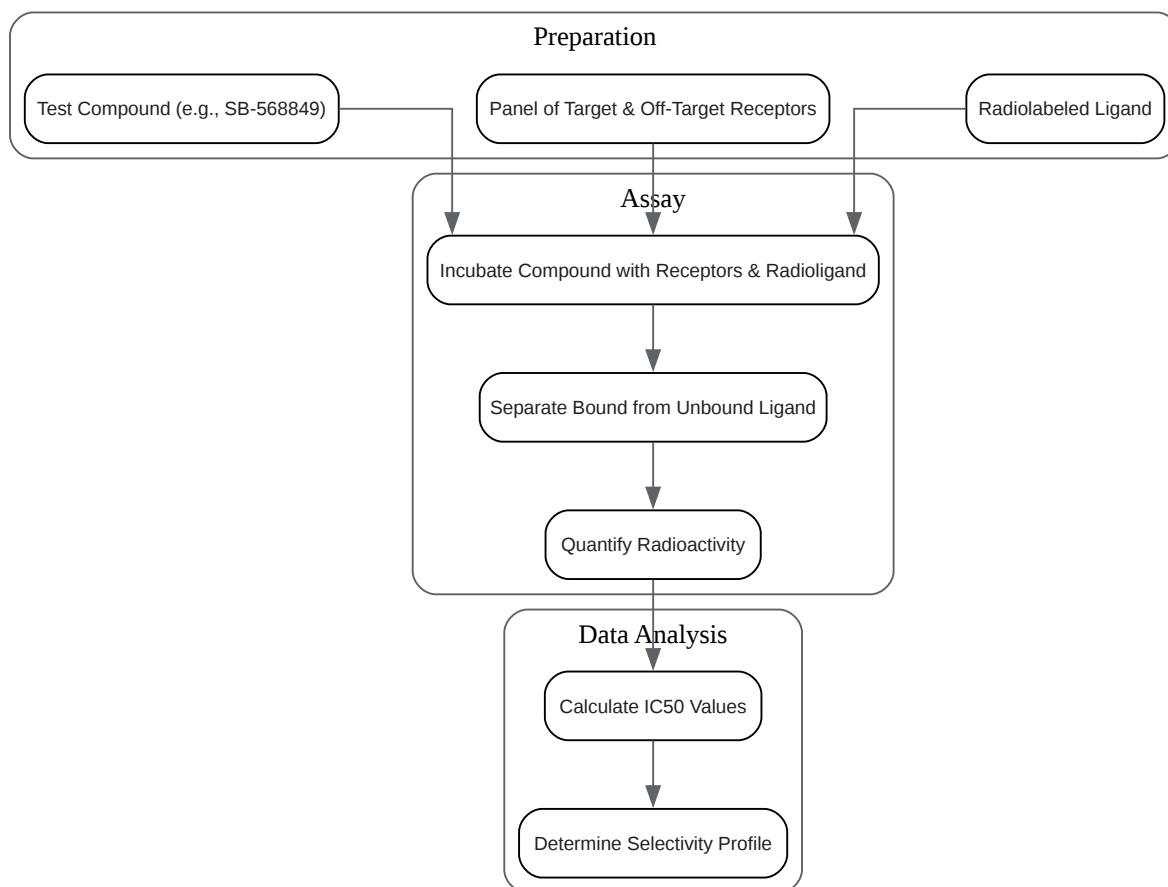 Preparation
Test Compound (e.g., SB-568849)
Panel of Target & Off-Target Receptors
Radiolabeled Ligand
Assay
Incubate Compound with Receptors & Radioligand
Separate Bound from Unbound Ligand
Quantify Radioactivity
Data Analysis
Calculate IC50 Values
Determine Selectivity Profile